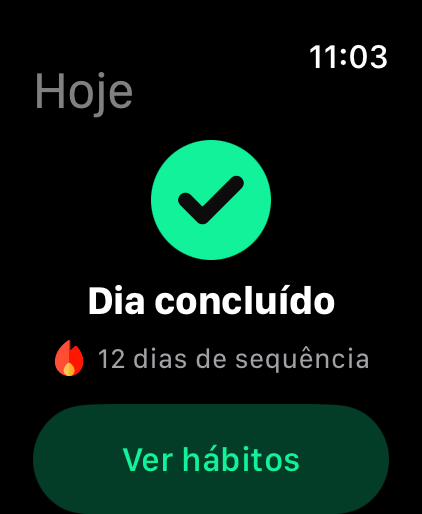 11:03
Hoje
Dia concluído
12 dias de sequência
Ver hábitos